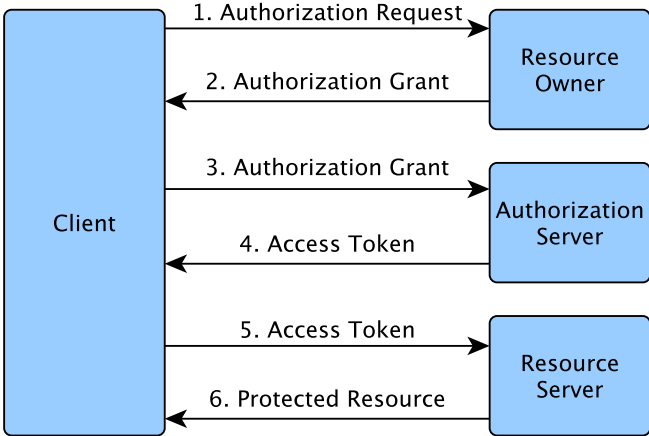 1. Authorization Request
Resource
Owner
2. Authorization Grant
3. Authorization Grant
Client
Authorization
Server
4. Access Token
5. Access Token
Resource
Server
6. Protected Resource